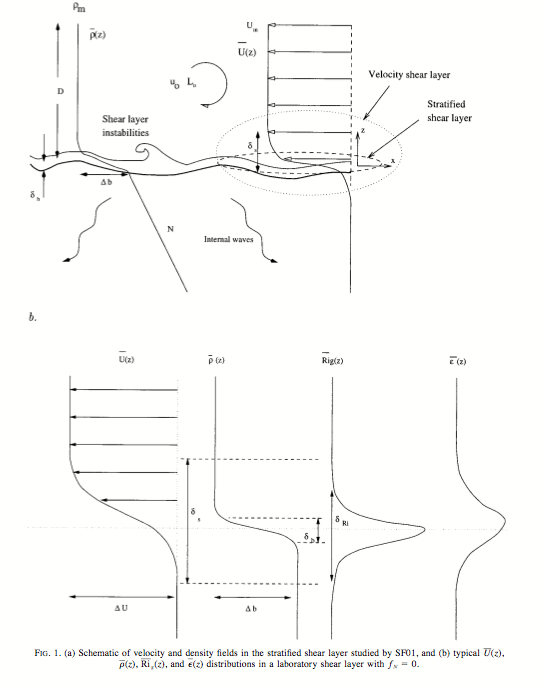 ρm
ρ̄(z)
D
u₀ L₀
Shear layer
instabilities
U∞
U̅(z)
Velocity shear layer
Stratified
shear layer
z
x
δs
δb
Δb
N
Internal waves
b.
U̅(z)
ρ̄ (z)
R̅ig(z)
ε̄ (z)
δs
δb
δRi
ΔU
Δb
FIG. 1. (a) Schematic of velocity and density fields in the stratified shear layer studied by SF01, and (b) typical U̅(z),
ρ̄(z), R̅i̅g(z), and ε̄(z) distributions in a laboratory shear layer with fN = 0.